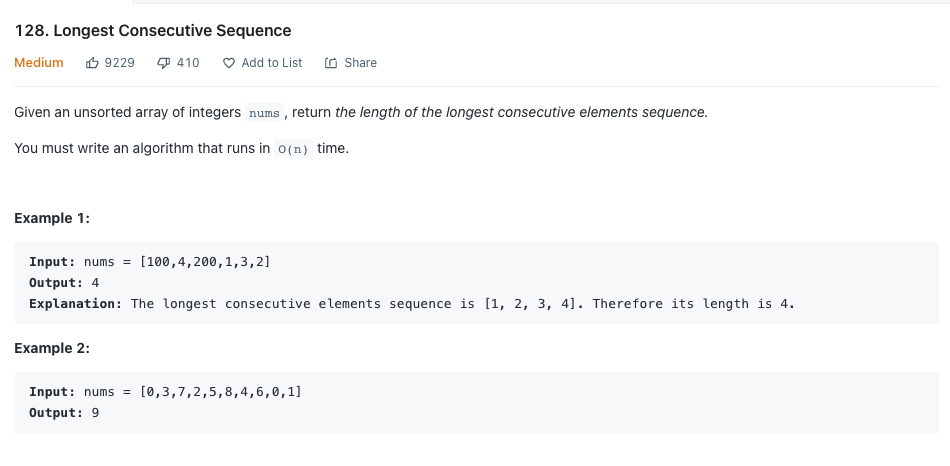 128. Longest Consecutive Sequence
Medium 9229 410 Add to List Share
Given an unsorted array of integers nums , return the length of the longest consecutive elements sequence.
You must write an algorithm that runs in O(n) time.
Example 1:
Input: nums = [100,4,200,1,3,2]
Output: 4
Explanation: The longest consecutive elements sequence is [1, 2, 3, 4]. Therefore its length is 4.
Example 2:
Input: nums = [0,3,7,2,5,8,4,6,0,1]
Output: 9